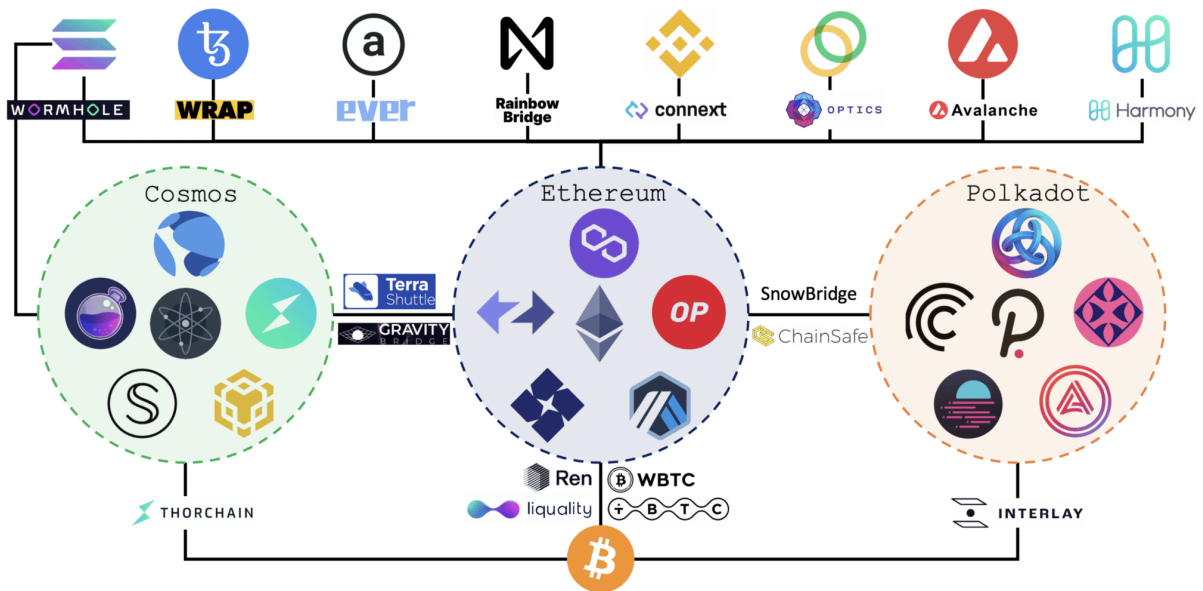 a
WORMHOLE
WRAP
ever
Rainbow
Bridge
connext
OPTICS
Avalanche
Harmony
Cosmos
Ethereum
Polkadot
Terra
Shuttle
GRAVITY
BRIDGE
OP
SnowBridge
ChainSafe
S
THORCHAIN
Ren
WBTC
liquality
TBTC
INTERLAY